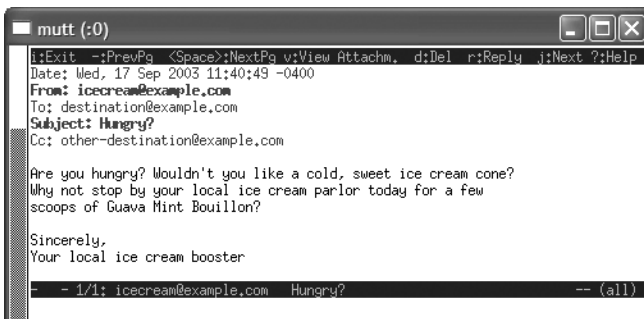 mutt (:0)
i:Exit -:PrevPg <Space>:NextPg v:View Attachm. d:Del r:Reply j:Next ?:Help
Date: Wed, 17 Sep 2003 11:40:49 -0400
From: icecream@example.com
To: destination@example.com
Subject: Hungry?
Cc: other-destination@example.com
Are you hungry? Wouldn't you like a cold, sweet ice cream cone?
Why not stop by your local ice cream parlor today for a few
scoops of Guava Mint Bouillon?
Sincerely,
Your local ice cream booster
- - 1/1: icecream@example.com Hungry? -- (all)